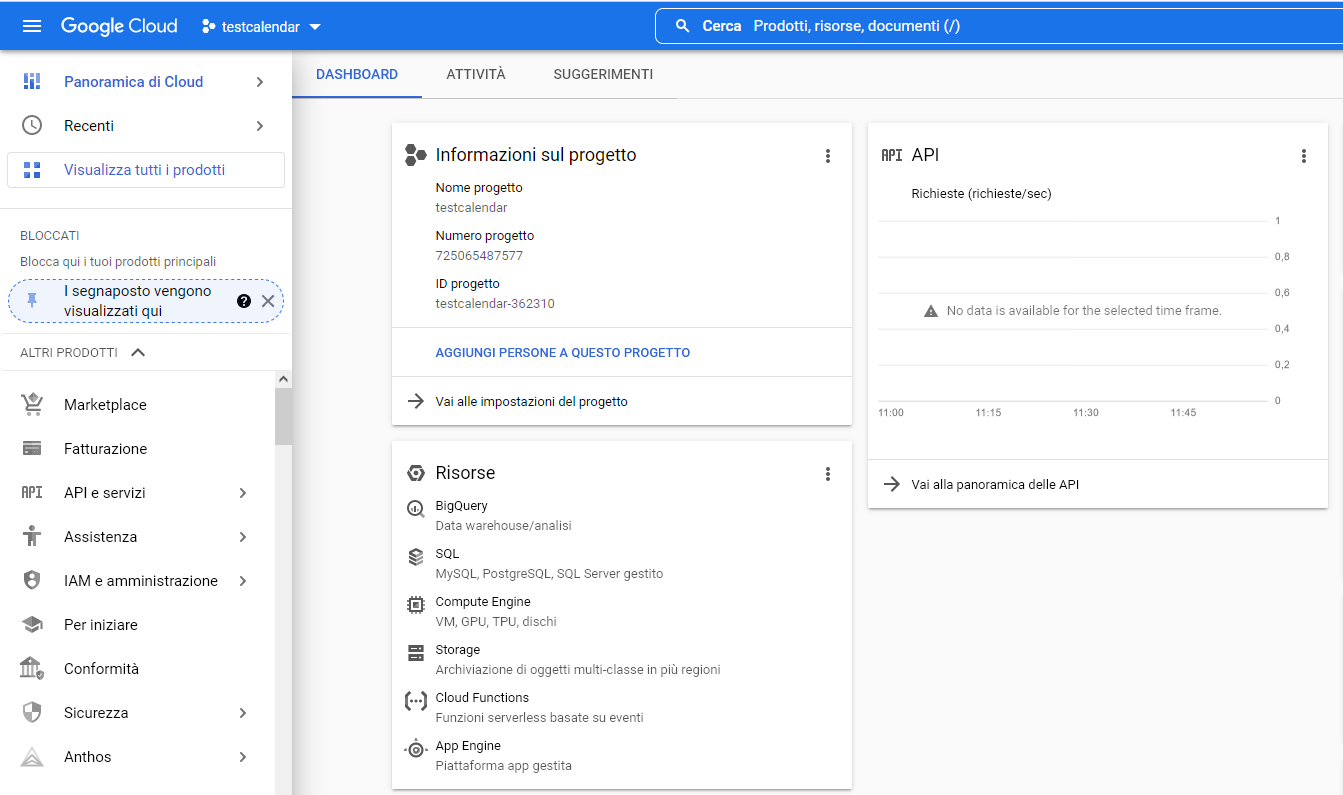 Google Cloud
testcalendar
Cerca Prodotti, risorse, documenti (/)
Panoramica di Cloud
Recenti
Visualizza tutti i prodotti
BLOCCATI
Blocca qui i tuoi prodotti principali
I segnaposto vengono
visualizzati qui
?
ALTRI PRODOTTI
Marketplace
Fatturazione
API
API e servizi
Assistenza
IAM e amministrazione
Per iniziare
Conformità
Sicurezza
Anthos
DASHBOARD
ATTIVITÀ
SUGGERIMENTI
Informazioni sul progetto
Nome progetto
testcalendar
Numero progetto
725065487577
ID progetto
testcalendar-362310
AGGIUNGI PERSONE A QUESTO PROGETTO
Vai alle impostazioni del progetto
Risorse
BigQuery
Data warehouse/analisi
SQL
MySQL, PostgreSQL, SQL Server gestito
Compute Engine
VM, GPU, TPU, dischi
Storage
Archiviazione di oggetti multi-classe in più regioni
Cloud Functions
Funzioni serverless basate su eventi
App Engine
Piattaforma app gestita
API API
Richieste (richieste/sec)
1
0,8
0,6
No data is available for the selected time frame.
0,4
0,2
0
11:00 11:15 11:30 11:45
Vai alla panoramica delle API